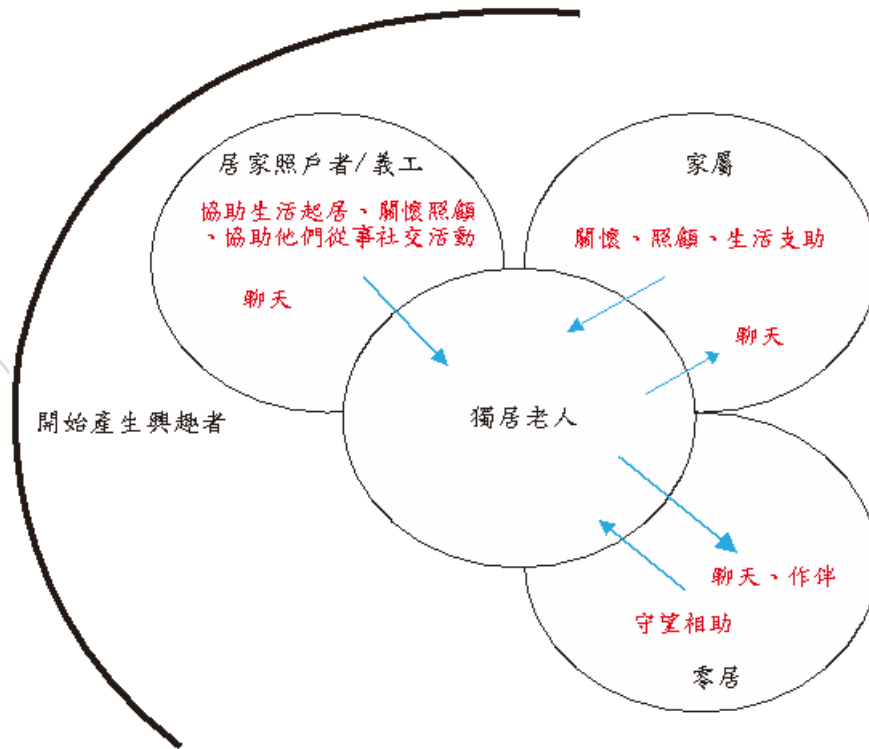 居家照戶者/義工
協助生活起居、關懷照顧
、協助他們從事社交活動
聊天
家屬
關懷、照顧、生活支助
聊天
開始產生興趣者
獨居老人
聊天、作伴
守望相助
零居